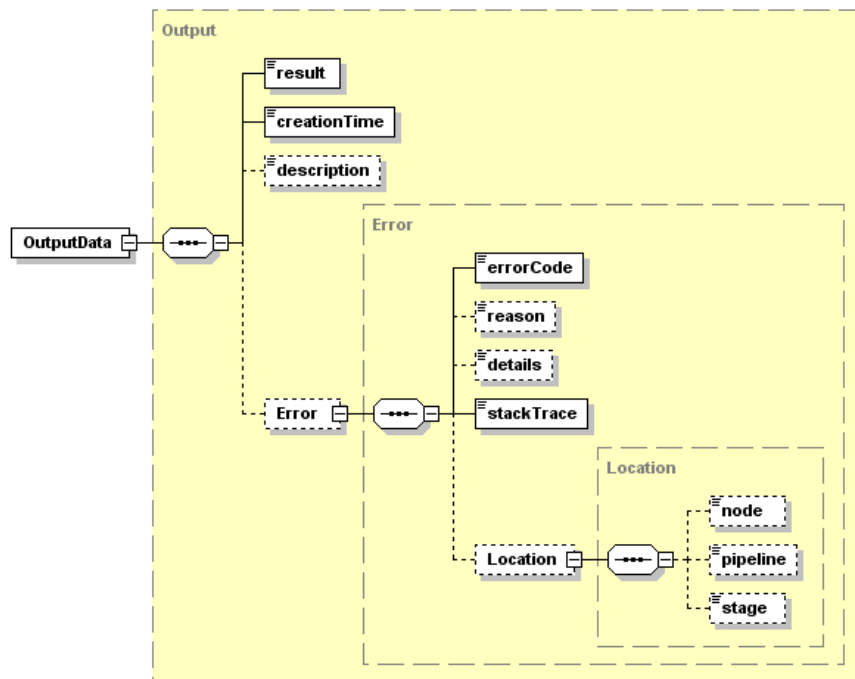 Output
result
creationTime
description
OutputData
Error
errorCode
reason
details
Error
stackTrace
Location
node
Location
pipeline
stage